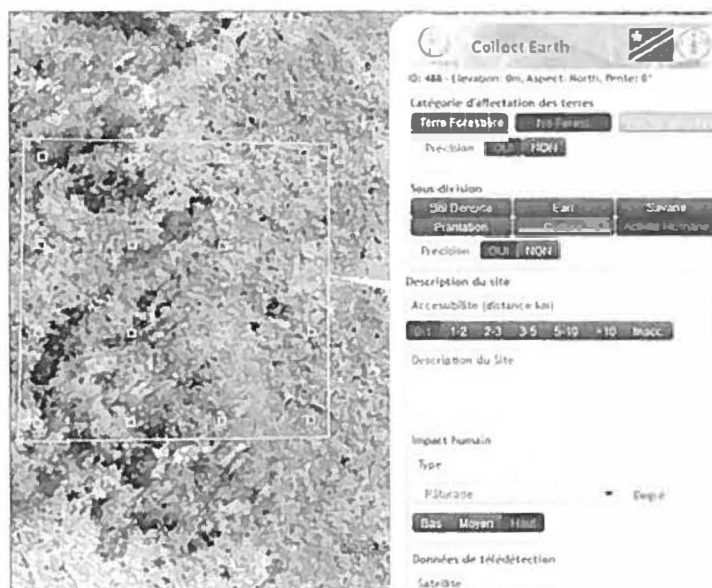 Collect Earth
ID: 488 - Elevation: 0m, Aspect: North, Pente: 0°
Catégorie d'affectation des terres
Terre Forestière No Forest
Précision OUI NON
Sous-division
Sol Denude Eau Savane
Plantation Activité Humaine
Précision OUI NON
Description du site
Accessibilité (distance km)
0-1 1-2 2-3 3-5 5-10 >10 Inacc.
Description du Site
Impact humain
Type
Pâturage Degré
Bas Moyen Haut
Données de télédétection
Satellite